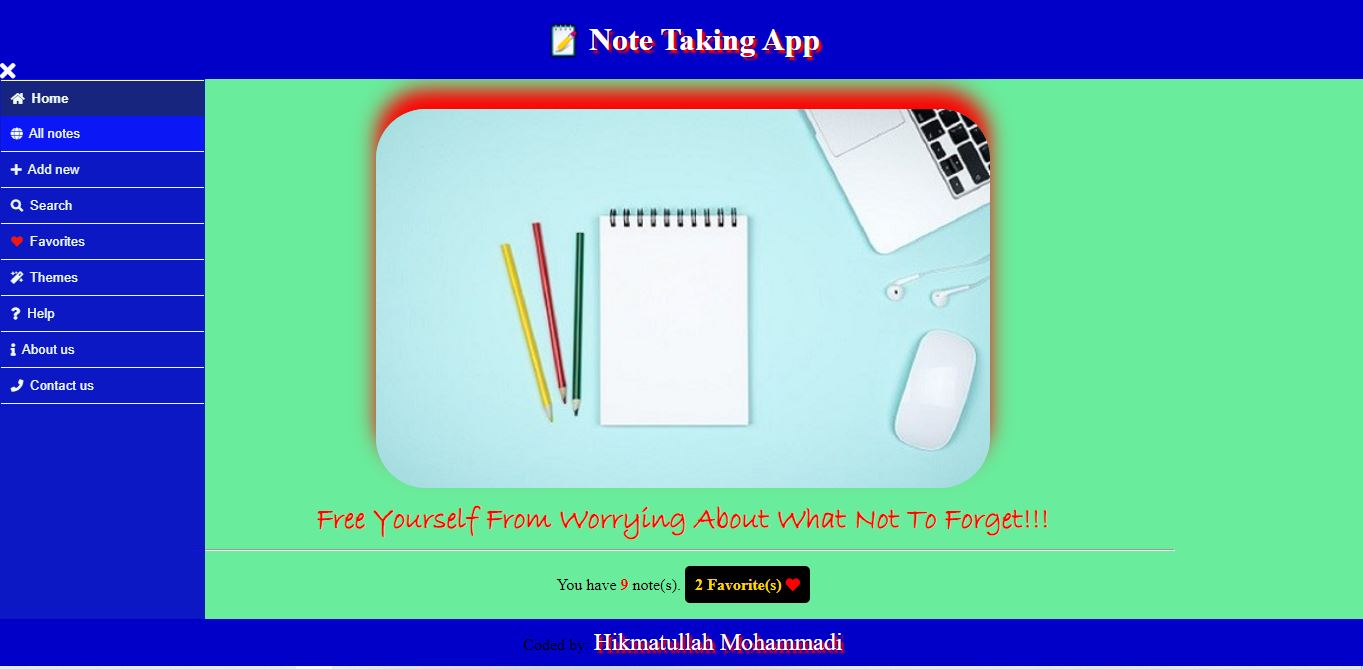 Note Taking App
Home
All notes
Add new
Search
Favorites
Themes
Help
About us
Contact us
Free Yourself From Worrying About What Not To Forget!!!
You have 9 note(s). 2 Favorite(s)
Coded by: Hikmatullah Mohammadi